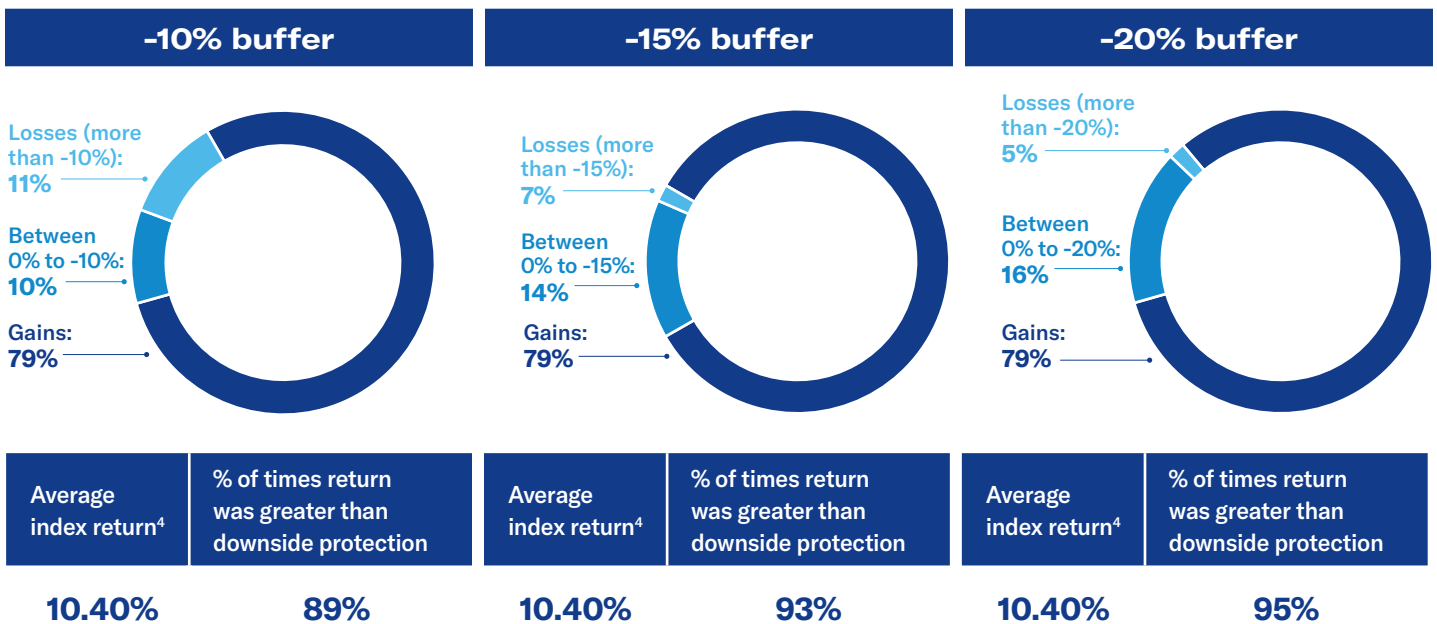 -10% buffer
Losses (more
than -10%):
11%
Between
0% to -10%:
10%
Gains:
79%
Average
index return4
% of times return
was greater than
downside protection
10.40%
89%
-15% buffer
Losses (more
than -15%):
7%
Between
0% to -15%:
14%
Gains:
79%
Average
index return4
% of times return
was greater than
downside protection
10.40%
93%
-20% buffer
Losses (more
than -20%):
5%
Between
0% to -20%:
16%
Gains:
79%
Average
index return4
% of times return
was greater than
downside protection
10.40%
95%